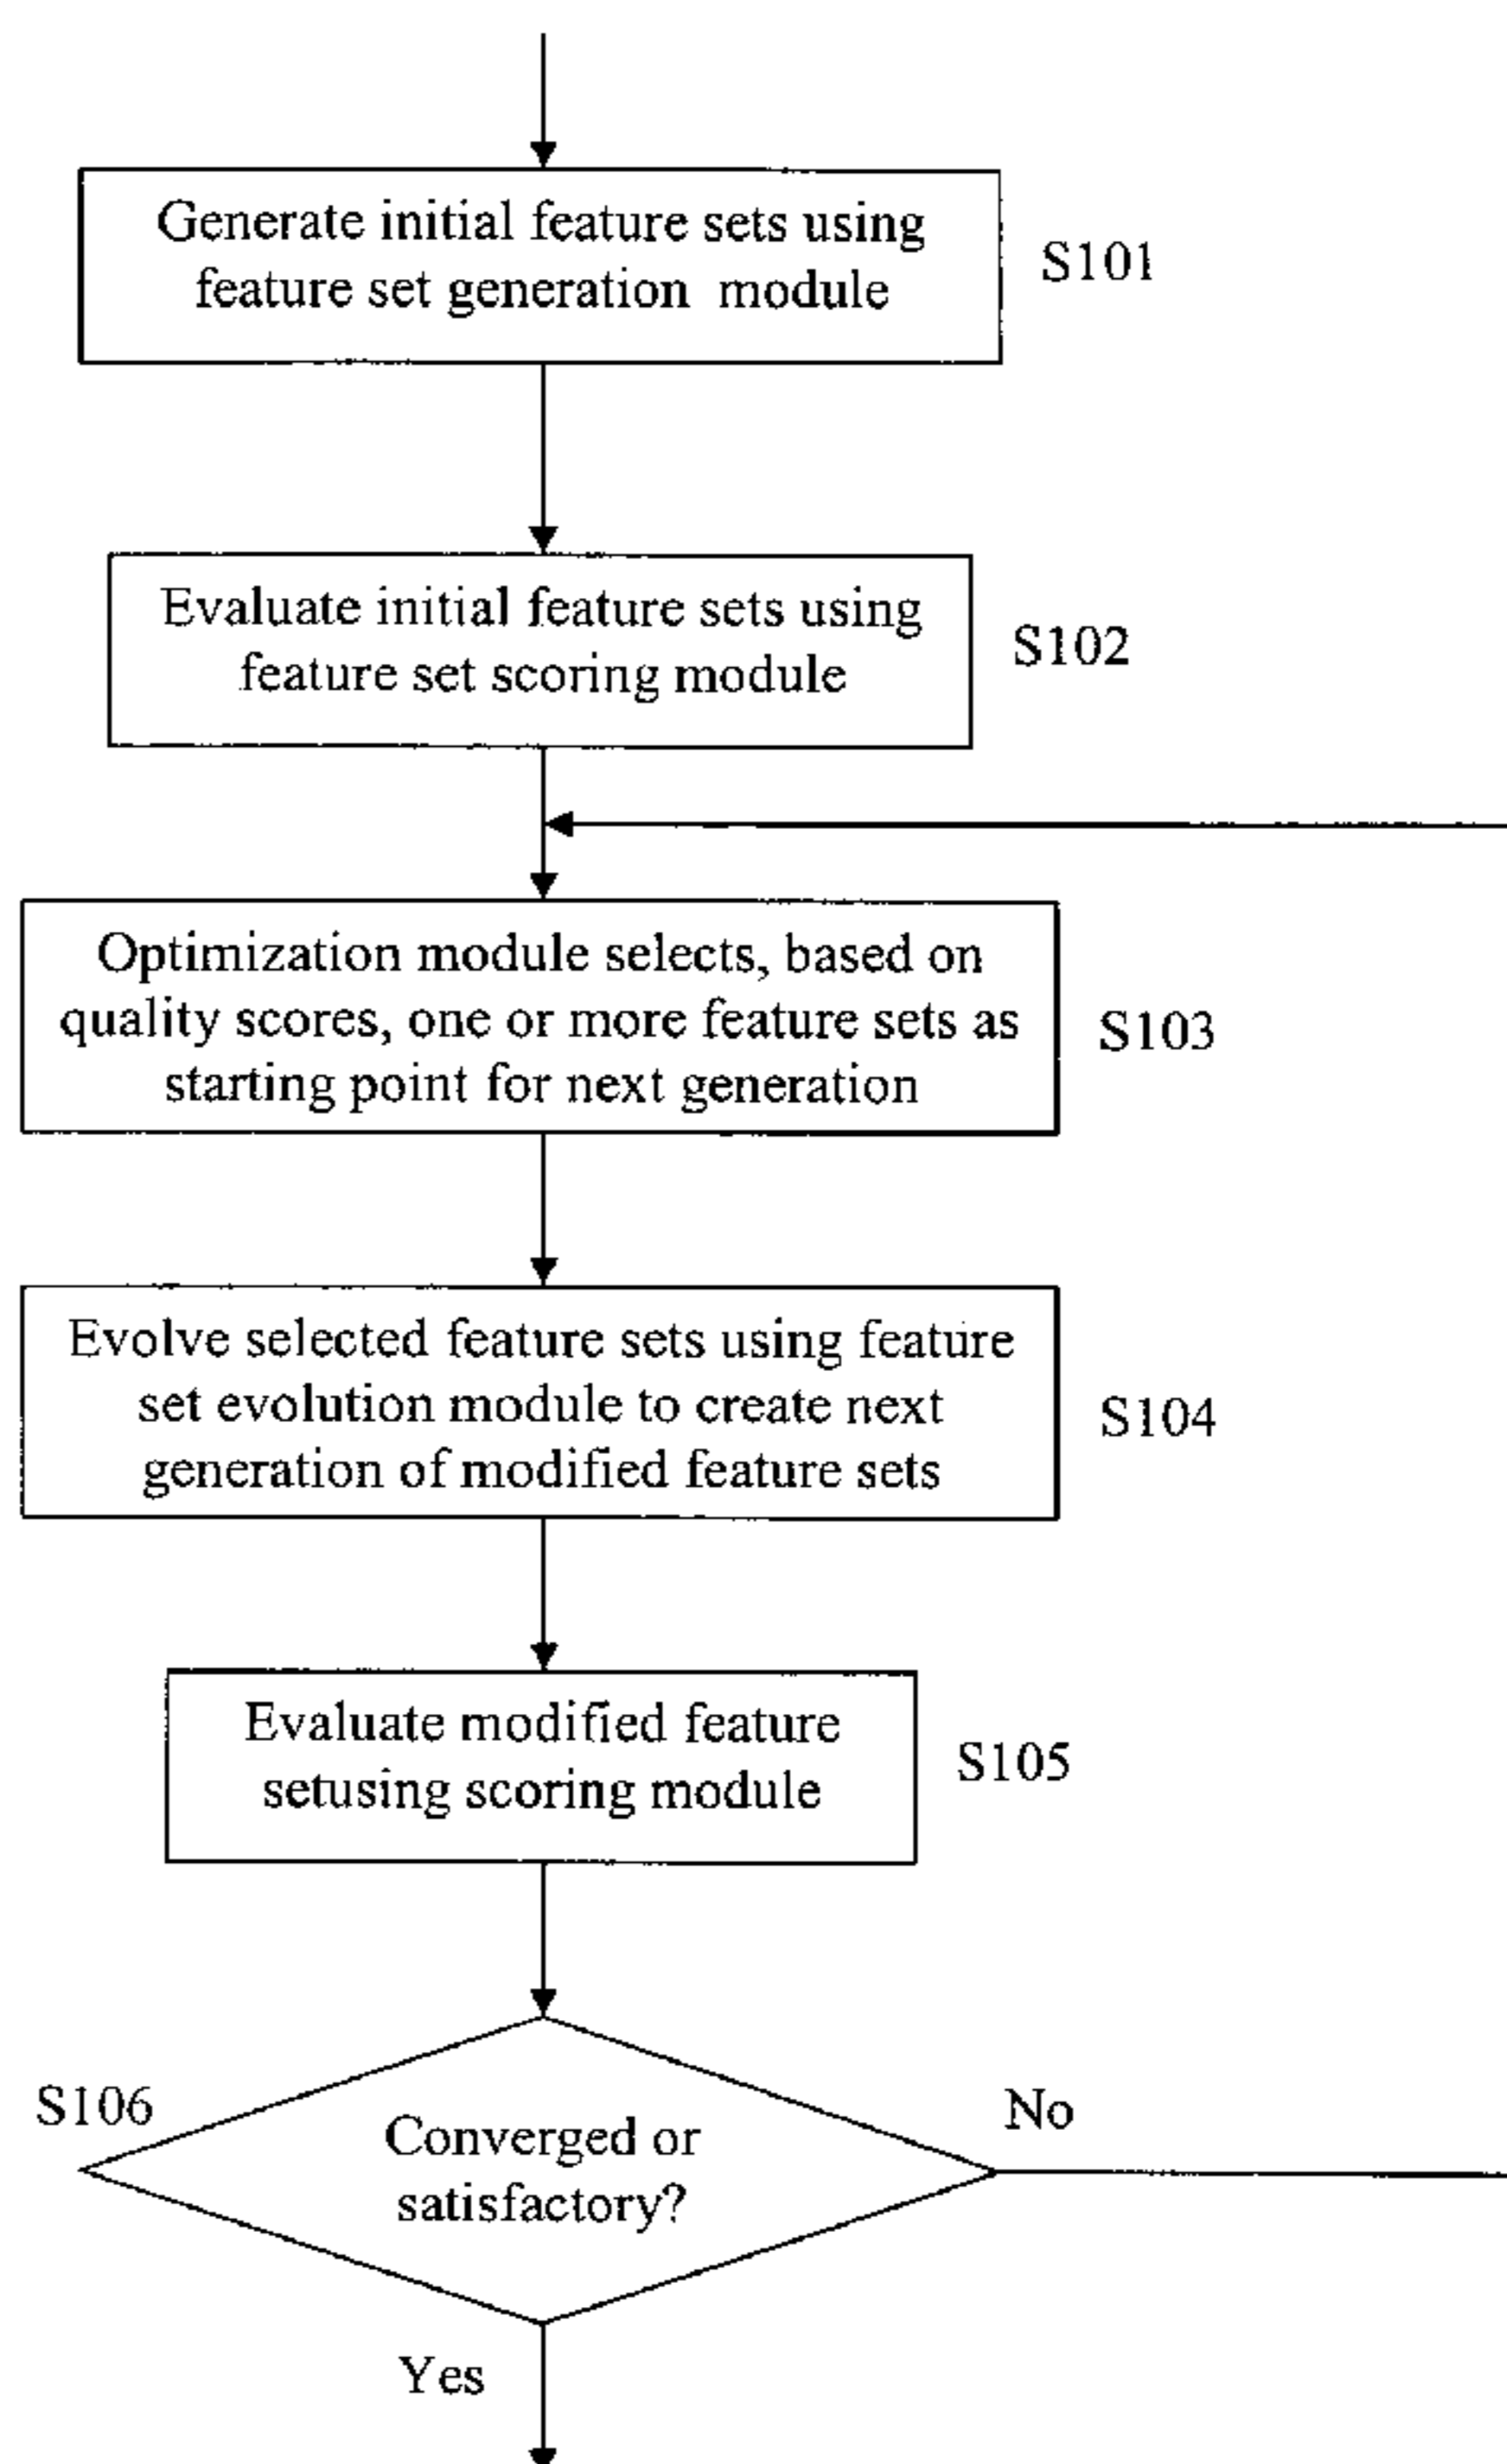 Generate initial feature sets using
feature set generation module
S101
Evaluate initial feature sets using
feature set scoring module
S102
Optimization module selects, based on
quality scores, one or more feature sets as
starting point for next generation
S103
Evolve selected feature sets using feature
set evolution module to create next
generation of modified feature sets
S104
Evaluate modified feature
setusing scoring module
S105
S106
Converged or
satisfactory?
No
Yes